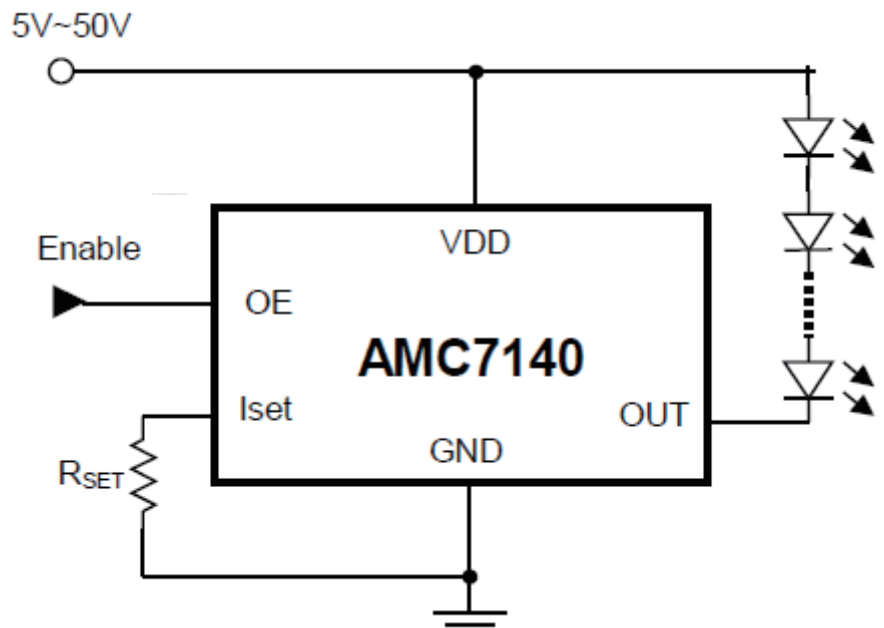 5V~50V
VDD
Enable
OE
AMC7140
Iset
OUT
GND
RSET